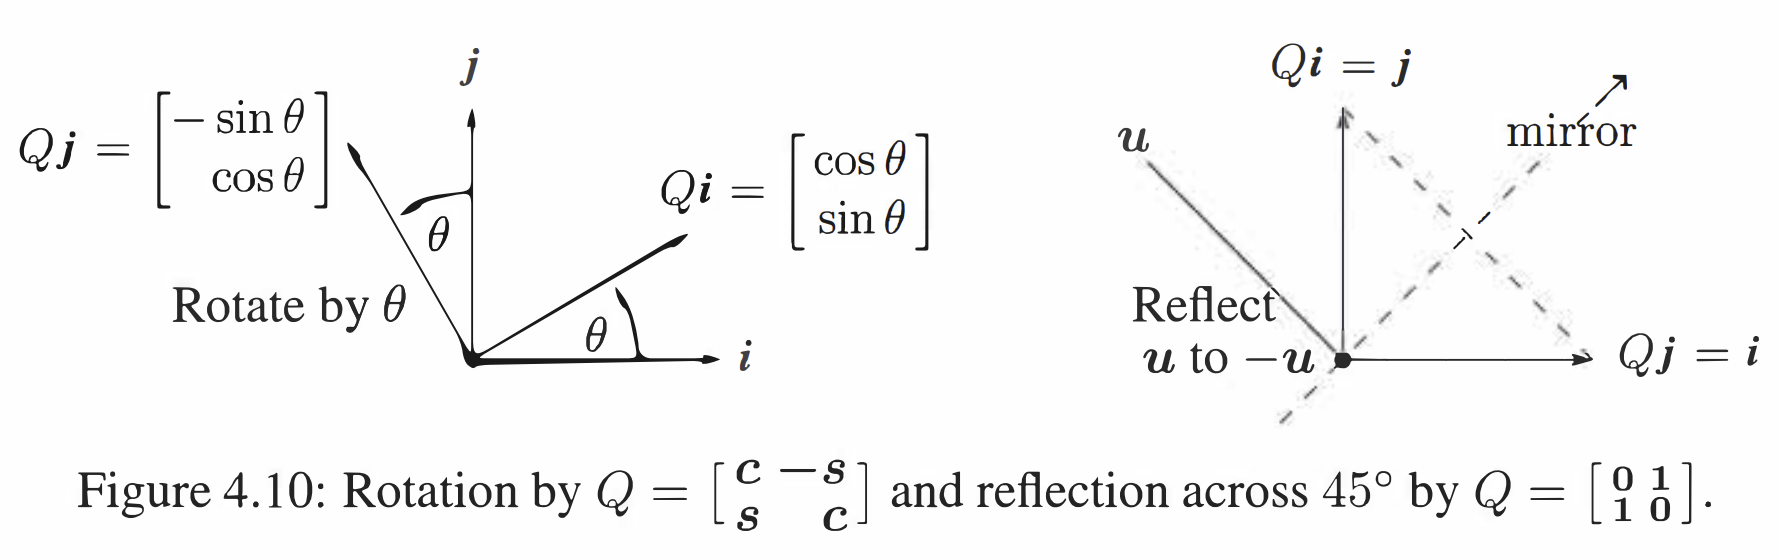 j
Qj = [ − sin θ
cos θ ]
θ
Rotate by θ
Qi = [ cos θ
sin θ ]
θ
i
Qi = j
u
mirror
Reflect
u to −u
Qj = i
Figure 4.10: Rotation by Q = [ c −s
s c ] and reflection across 45° by Q = [ 0 1
1 0 ].